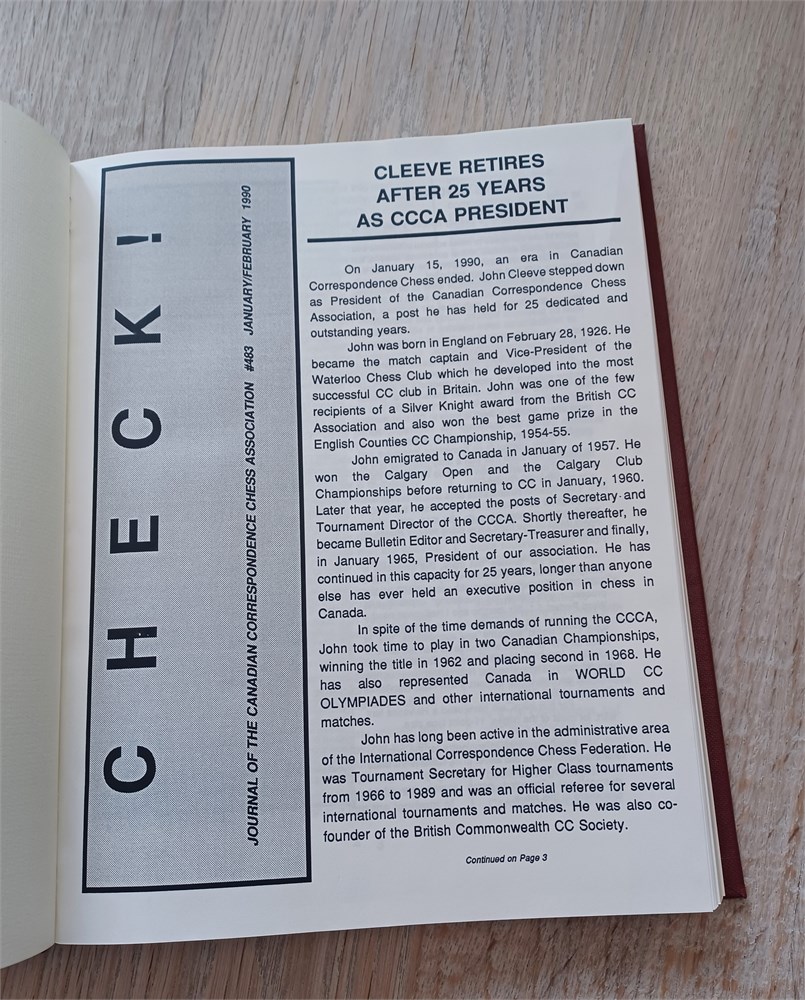 CHECK!
JOURNAL OF THE CANADIAN CORRESPONDENCE CHESS ASSOCIATION #483 JANUARY/FEBRUARY 1990
CLEEVE RETIRES
AFTER 25 YEARS
AS CCCA PRESIDENT
On January 15, 1990, an era in Canadian
Correspondence Chess ended. John Cleeve stepped down
as President of the Canadian Correspondence Chess
Association, a post he has held for 25 dedicated and
outstanding years.
John was born in England on February 28, 1926. He
became the match captain and Vice-President of the
Waterloo Chess Club which he developed into the most
successful CC club in Britain. John was one of the few
recipients of a Silver Knight award from the British CC
Association and also won the best game prize in the
English Counties CC Championship, 1954-55.
John emigrated to Canada in January of 1957. He
won the Calgary Open and the Calgary Club
Championships before returning to CC in January, 1960.
Later that year, he accepted the posts of Secretary and
Tournament Director of the CCCA. Shortly thereafter, he
became Bulletin Editor and Secretary-Treasurer and finally,
in January 1965, President of our association. He has
continued in this capacity for 25 years, longer than anyone
else has ever held an executive position in chess in
Canada.
In spite of the time demands of running the CCCA,
John took time to play in two Canadian Championships,
winning the title in 1962 and placing second in 1968. He
has also represented Canada in WORLD CC
OLYMPIADES and other international tournaments and
matches.
John has long been active in the administrative area
of the International Correspondence Chess Federation. He
was Tournament Secretary for Higher Class tournaments
from 1966 to 1989 and was an official referee for several
international tournaments and matches. He was also co-
founder of the British Commonwealth CC Society.
Continued on Page 3